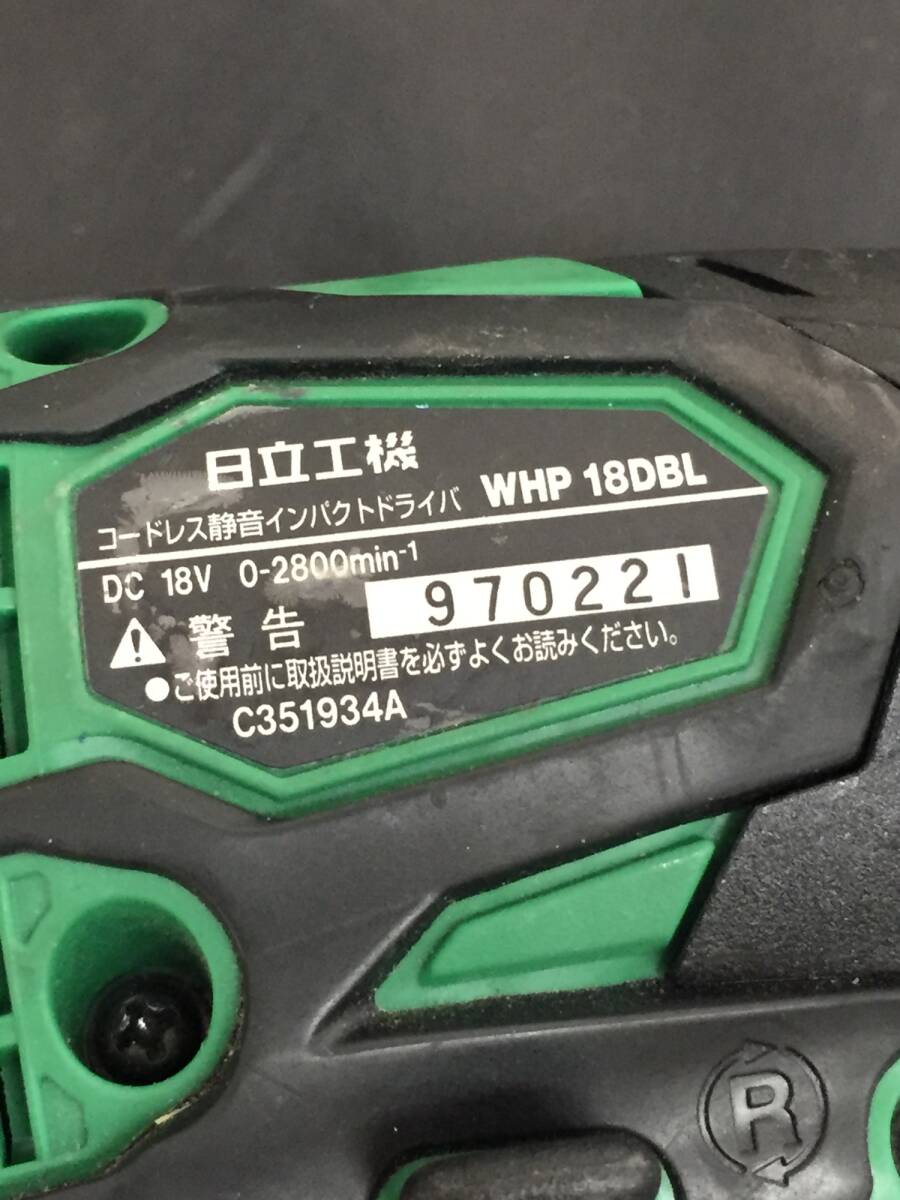 日立工機
コードレス静音インパクトドライバ WHP 18DBL
DC 18V 0-2800min⁻¹
970221
警告
●ご使用前に取扱説明書を必ずよくお読みください。
C351934A
R